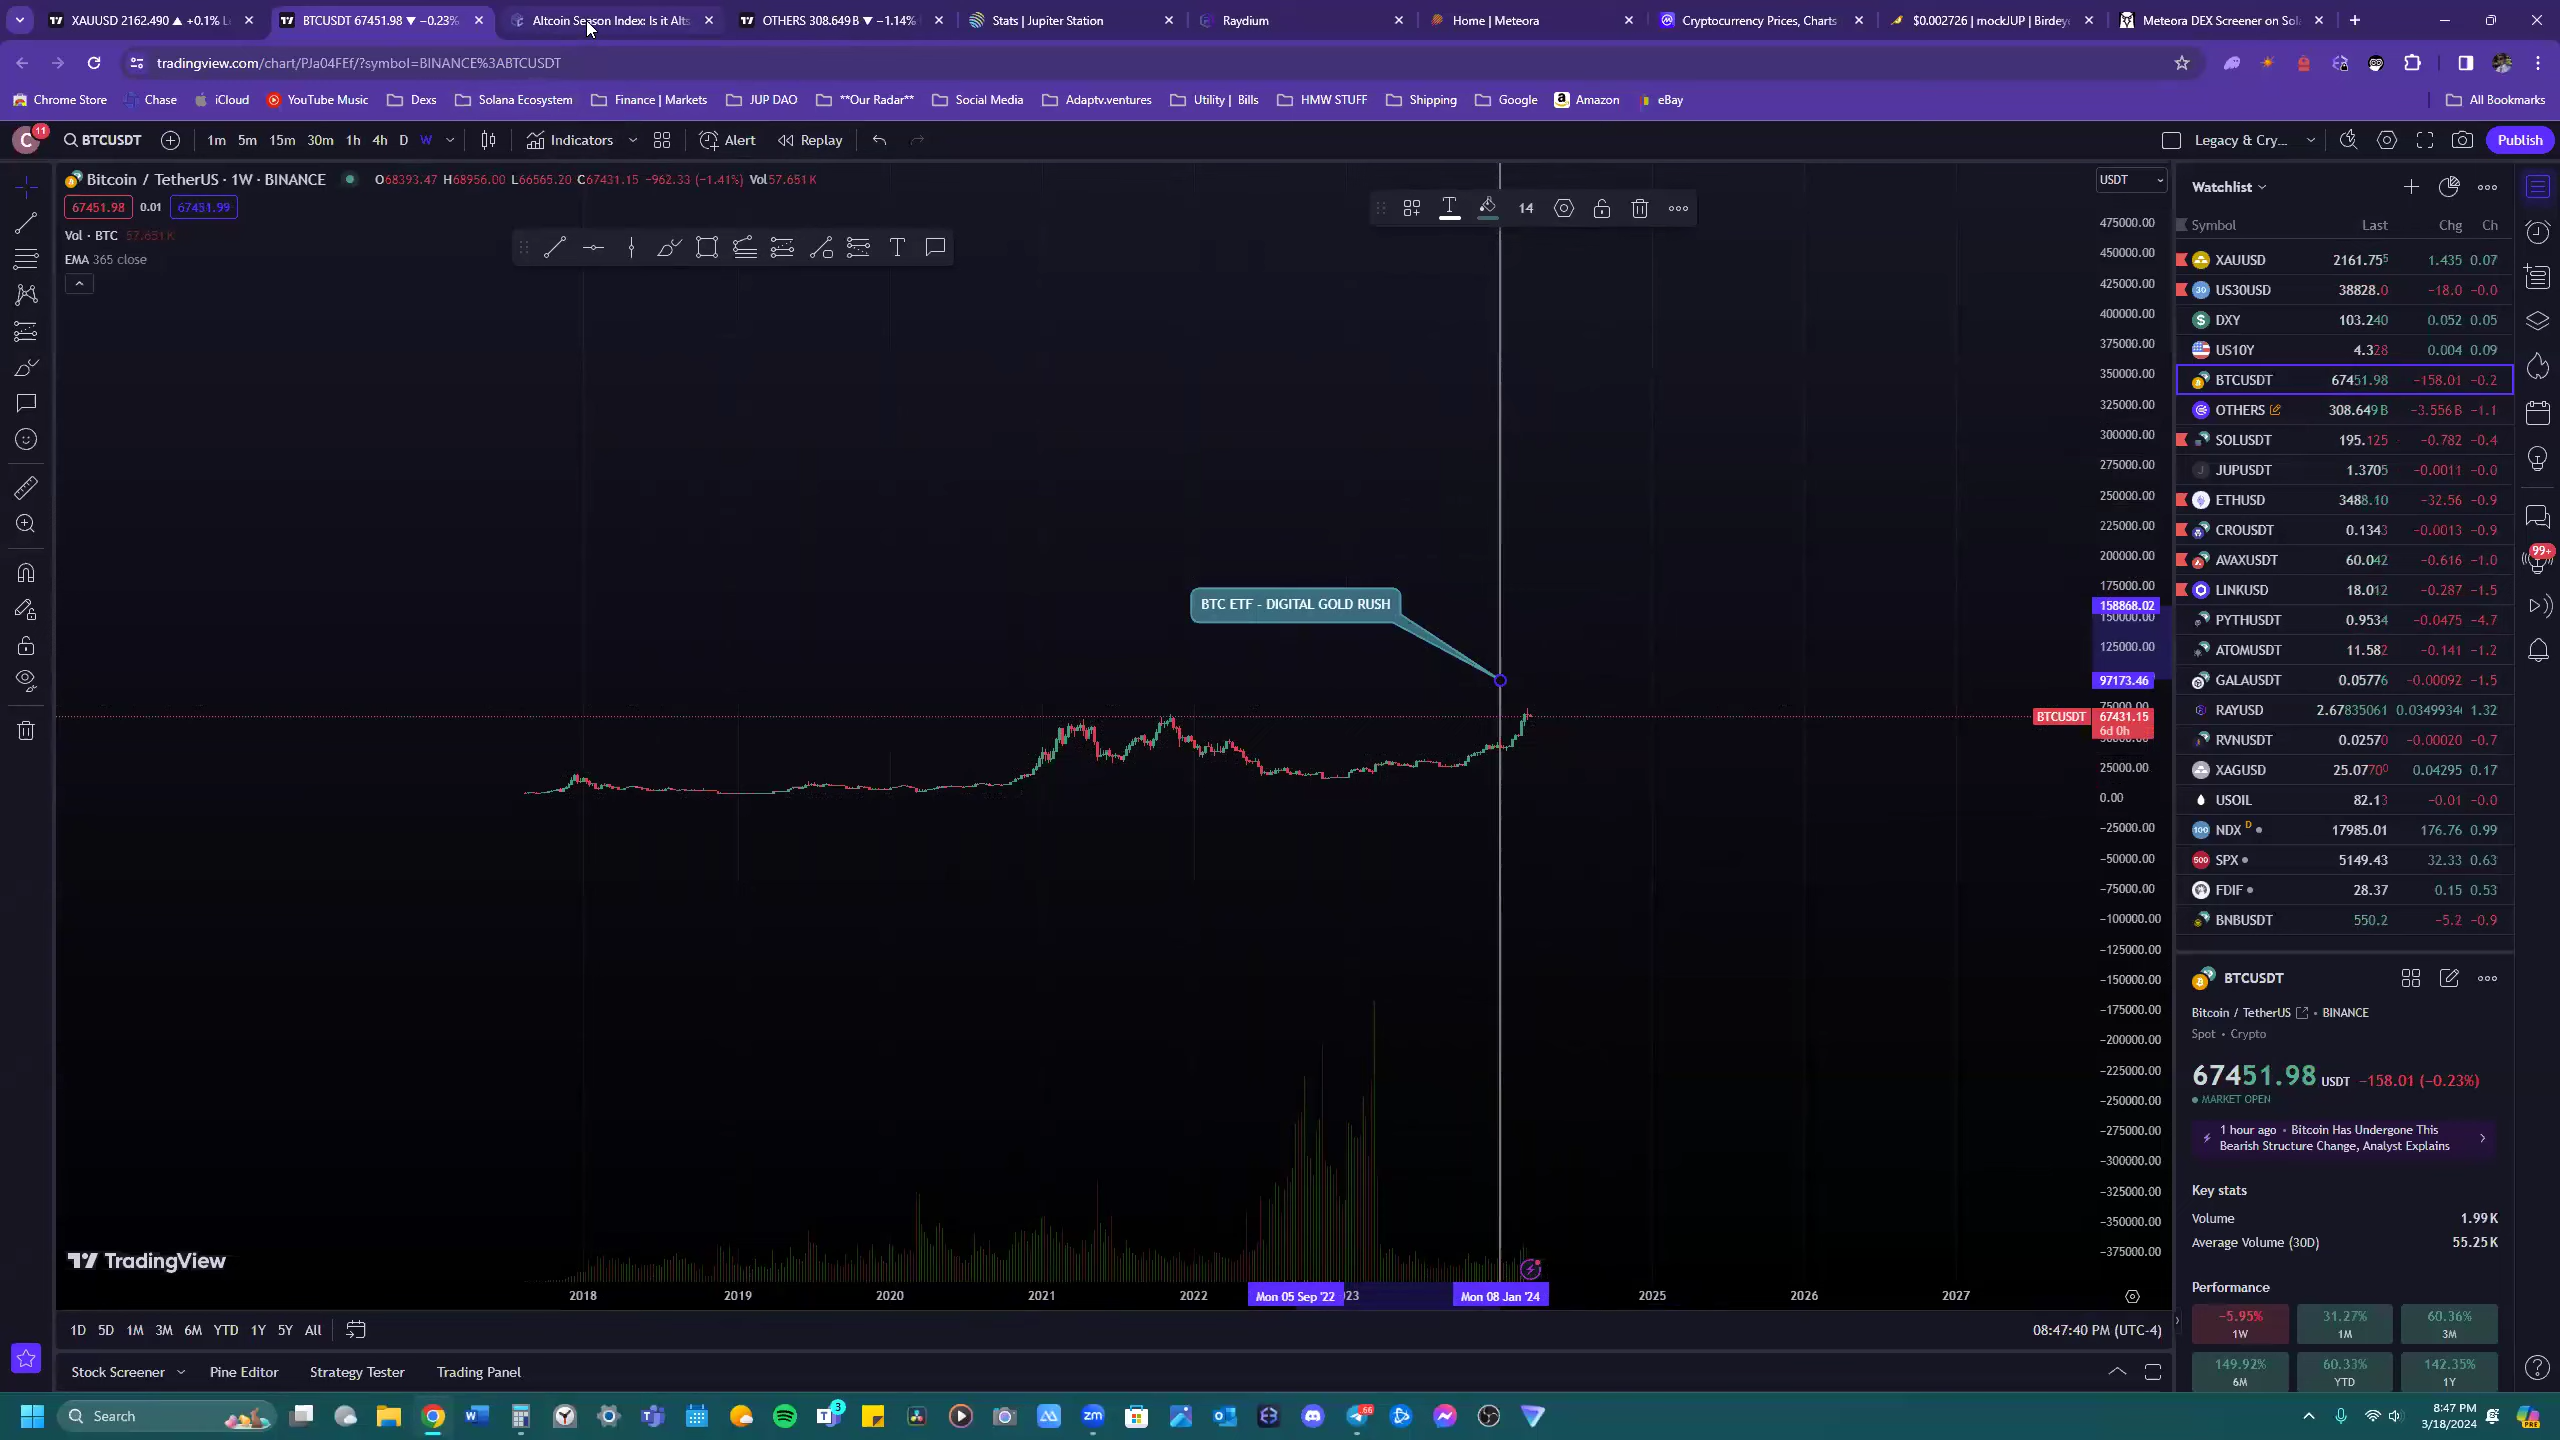 XAUUSD 2162.490 ▲ +0.1%
BTCUSDT 67451.98 ▼ −0.23%
Altcoin Season Index: Is it Alts
OTHERS 308.649 B ▼ −1.14%
Stats | Jupiter Station
Raydium
Home | Meteora
Cryptocurrency Prices, Charts
$0.002726 | mockJUP | Birdeye
Meteora DEX Screener on Sol
tradingview.com/chart/PJa04FEf/?symbol=BINANCE%3ABTCUSDT
Chrome Store Chase iCloud YouTube Music Dexs Solana Ecosystem Finance | Markets JUP DAO **Our Radar** Social Media Adaptv.ventures Utility | Bills HMW STUFF Shipping Google Amazon eBay All Bookmarks
C 11 BTCUSDT 1m 5m 15m 30m 1h 4h D W Indicators Alert Replay Legacy & Cry... Publish
Bitcoin / TetherUS · 1W · BINANCE O68393.47 H68956.00 L66565.20 C67431.15 −962.33 (−1.41%) Vol57.651K
67451.98 0.01 67451.99
Vol · BTC 57.651K
EMA 365 close
14
USDT
475000.00
450000.00
425000.00
400000.00
375000.00
350000.00
325000.00
300000.00
275000.00
250000.00
225000.00
200000.00
175000.00
158868.02
150000.00
125000.00
97173.46
75000.00
BTCUSDT 67431.15
6d 0h
25000.00
0.00
−25000.00
−50000.00
−75000.00
−100000.00
−125000.00
−150000.00
−175000.00
−200000.00
−225000.00
−250000.00
−275000.00
−300000.00
−325000.00
−350000.00
−375000.00
BTC ETF - DIGITAL GOLD RUSH
TradingView
2018 2019 2020 2021 2022 Mon 05 Sep '22 23 Mon 08 Jan '24 2025 2026 2027
1D 5D 1M 3M 6M YTD 1Y 5Y All
08:47:40 PM (UTC-4)
Stock Screener Pine Editor Strategy Tester Trading Panel
Watchlist
Symbol Last Chg Ch
XAUUSD 2161.755 1.435 0.07
US30USD 38828.0 −18.0 −0.0
DXY 103.240 0.052 0.05
US10Y 4.328 0.004 0.09
BTCUSDT 67451.98 −158.01 −0.2
OTHERS 308.649 B −3.556 B −1.1
SOLUSDT 195.125 −0.782 −0.4
JUPUSDT 1.3705 −0.0011 −0.0
ETHUSD 3488.10 −32.56 −0.9
CROUSDT 0.1343 −0.0013 −0.9
AVAXUSDT 60.042 −0.616 −1.0
LINKUSD 18.012 −0.287 −1.5
PYTHUSDT 0.9534 −0.0475 −4.7
ATOMUSDT 11.582 −0.141 −1.2
GALAUSDT 0.05776 −0.00092 −1.5
RAYUSD 2.67835061 0.0349934 1.32
RVNUSDT 0.02570 −0.00020 −0.7
XAGUSD 25.0770 0.04295 0.17
USOIL 82.13 −0.01 −0.0
NDX D 17985.01 176.76 0.99
SPX 5149.43 32.33 0.63
FDIF 28.37 0.15 0.53
BNBUSDT 550.2 −5.2 −0.9
99+
BTCUSDT
Bitcoin / TetherUS • BINANCE
Spot • Crypto
67451.98 USDT −158.01 (−0.23%)
MARKET OPEN
1 hour ago • Bitcoin Has Undergone This
Bearish Structure Change, Analyst Explains
Key stats
Volume 1.99K
Average Volume (30D) 55.25K
Performance
−5.95% 31.27% 60.36%
1W 1M 3M
149.92% 60.33% 142.35%
6M YTD 1Y
Search
3
66
8:47 PM
3/18/2024